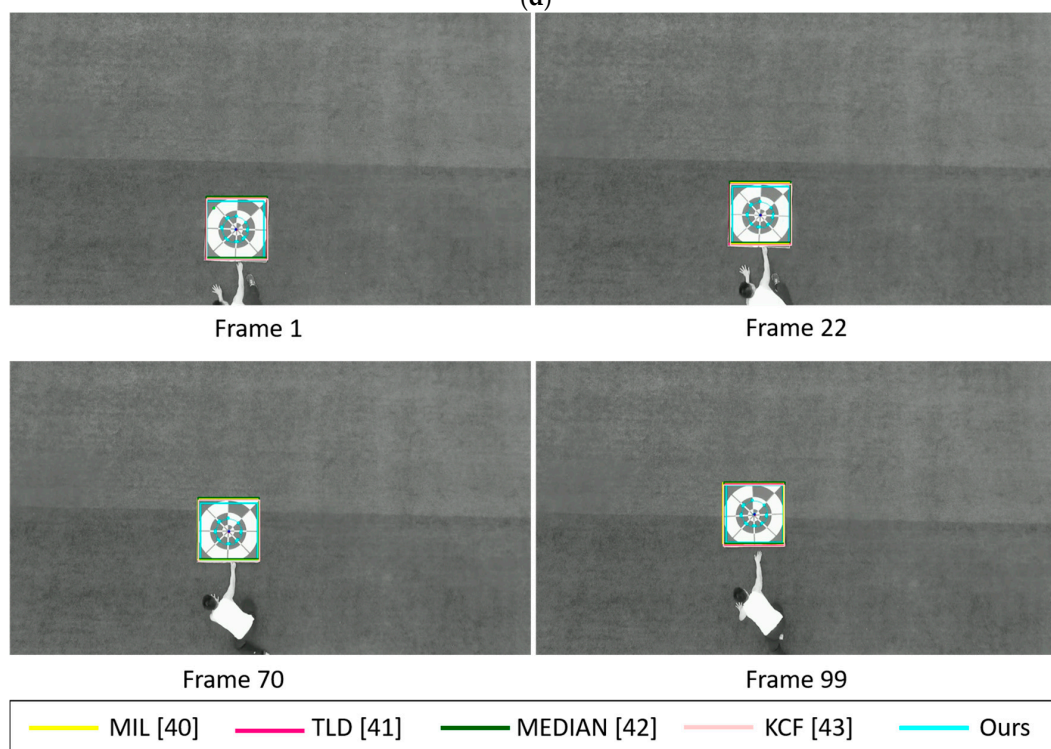 (d)
Frame 1
Frame 22
Frame 70
Frame 99
MIL [40] TLD [41] MEDIAN [42] KCF [43] Ours